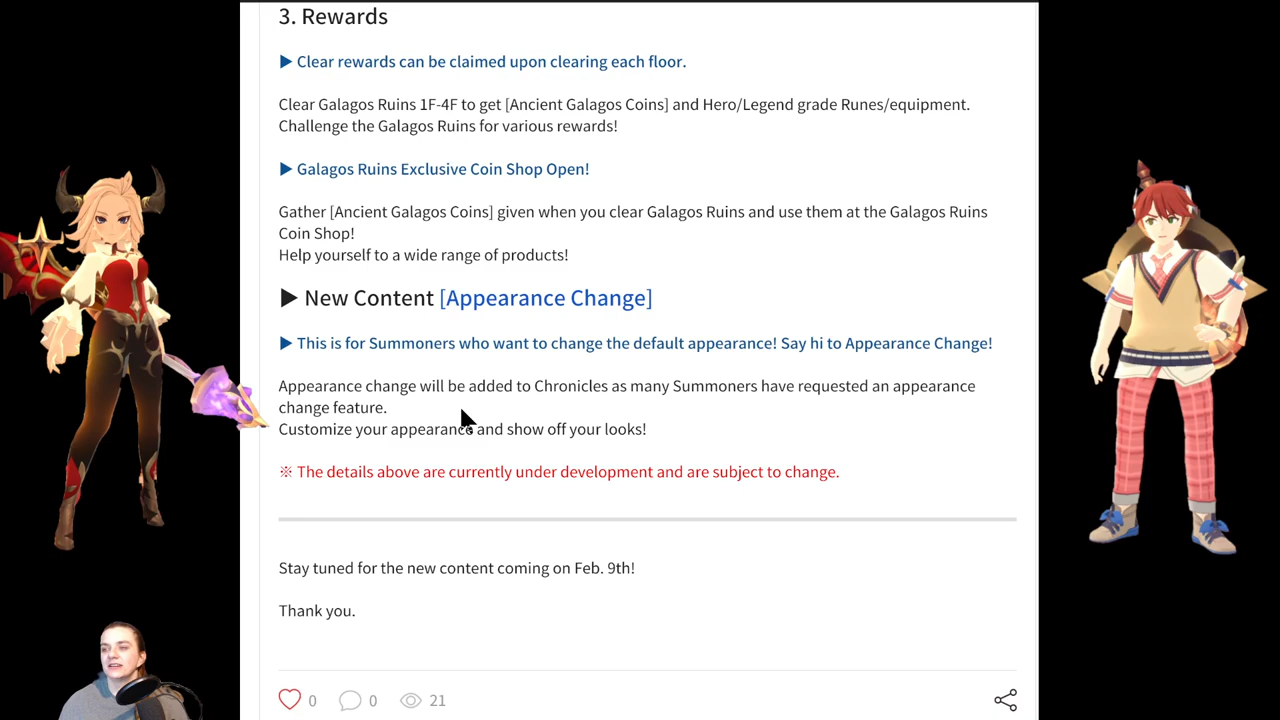 3. Rewards
▶ Clear rewards can be claimed upon clearing each floor.
Clear Galagos Ruins 1F-4F to get [Ancient Galagos Coins] and Hero/Legend grade Runes/equipment.
Challenge the Galagos Ruins for various rewards!
▶ Galagos Ruins Exclusive Coin Shop Open!
Gather [Ancient Galagos Coins] given when you clear Galagos Ruins and use them at the Galagos Ruins
Coin Shop!
Help yourself to a wide range of products!
▶ New Content [Appearance Change]
▶ This is for Summoners who want to change the default appearance! Say hi to Appearance Change!
Appearance change will be added to Chronicles as many Summoners have requested an appearance
change feature.
Customize your appearance and show off your looks!
※ The details above are currently under development and are subject to change.
Stay tuned for the new content coming on Feb. 9th!
Thank you.
0 0 21